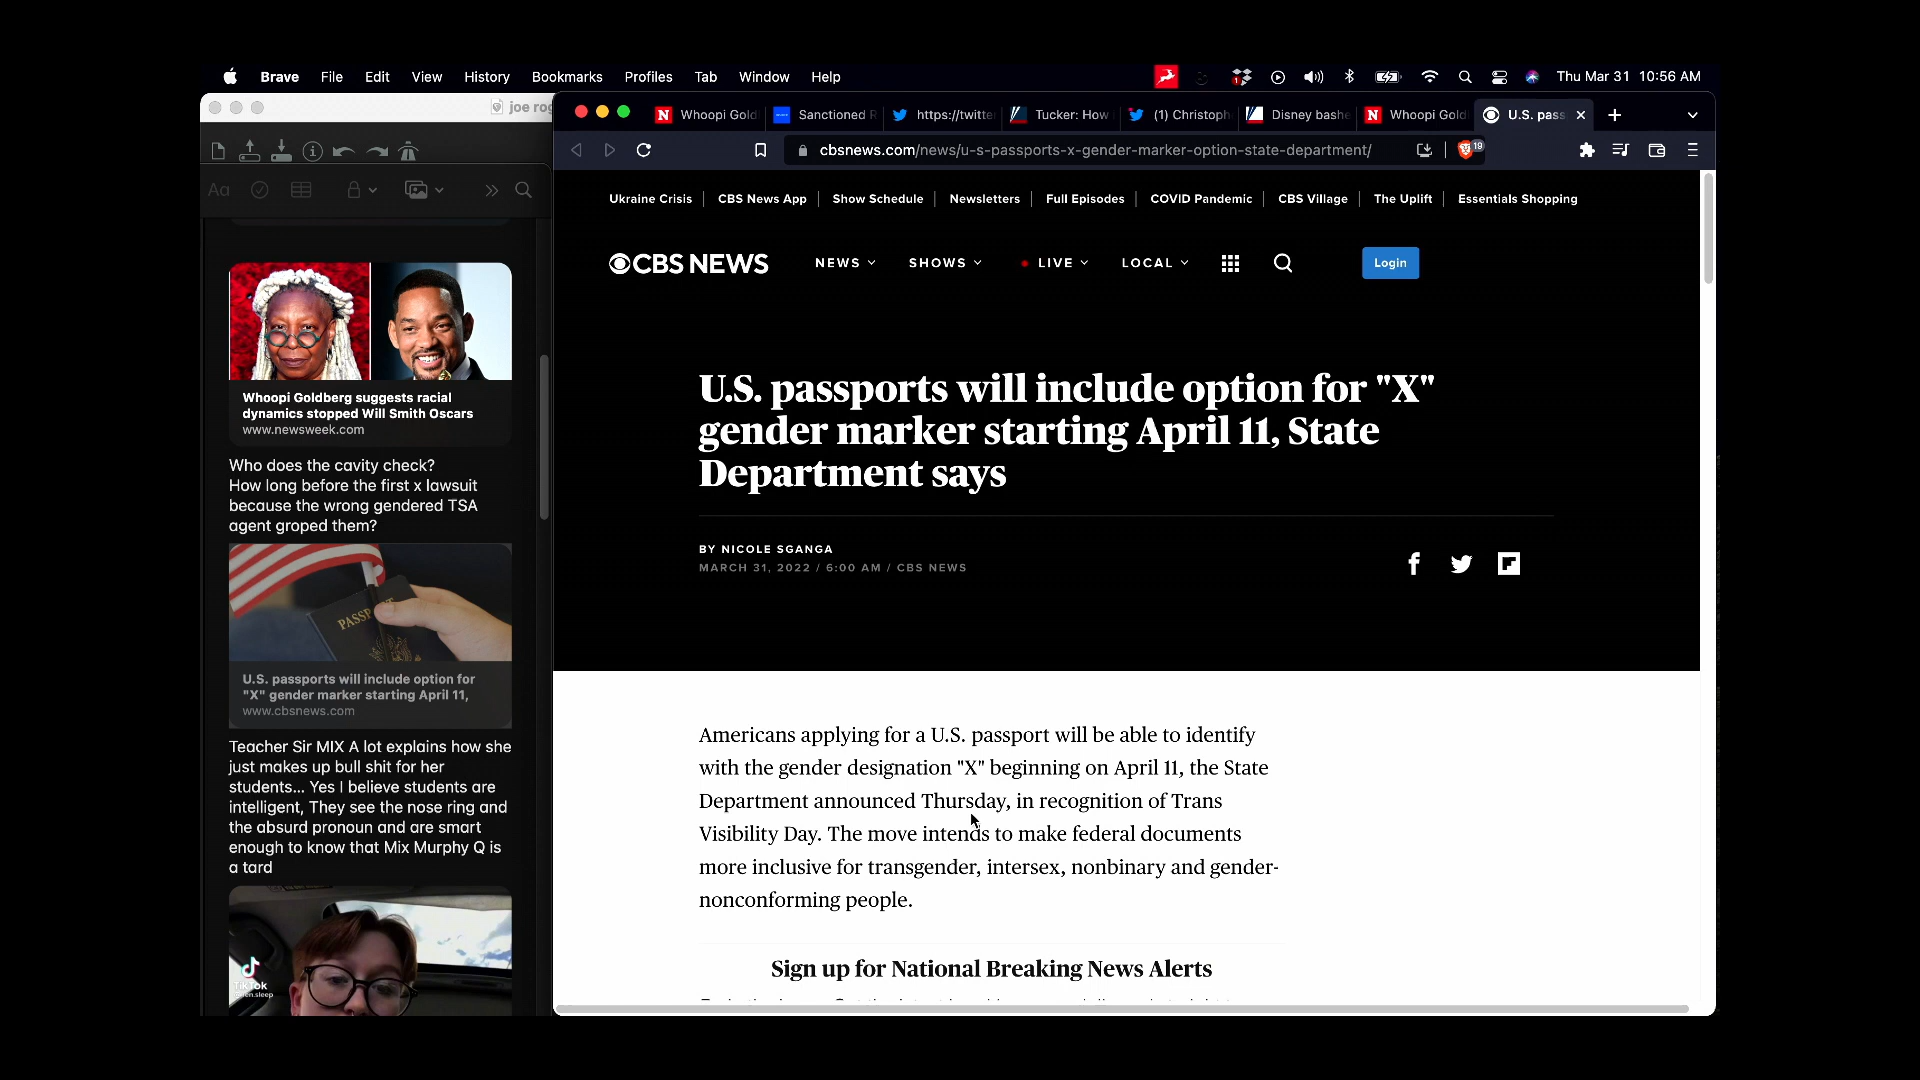 Brave File Edit View History Bookmarks Profiles Tab Window Help
Thu Mar 31 10:56 AM
joe rog
Whoopi Gol
Sanctioned R
https://twitte
Tucker: How
(1) Christoph
Disney bashe
Whoopi Gol
U.S. pass
cbsnews.com/news/u-s-passports-x-gender-marker-option-state-department/
19
Aa
Ukraine Crisis
CBS News App
Show Schedule
Newsletters
Full Episodes
COVID Pandemic
CBS Village
The Uplift
Essentials Shopping
CBS NEWS
NEWS
SHOWS
LIVE
LOCAL
Login
Whoopi Goldberg suggests racial
dynamics stopped Will Smith Oscars
www.newsweek.com
Who does the cavity check?
How long before the first x lawsuit
because the wrong gendered TSA
agent groped them?
PASSPORT
U.S. passports will include option for
"X" gender marker starting April 11,
www.cbsnews.com
Teacher Sir MIX A lot explains how she
just makes up bull shit for her
students... Yes I believe students are
intelligent, They see the nose ring and
the absurd pronoun and are smart
enough to know that Mix Murphy Q is
a tard
TikTok
U.S. passports will include option for "X"
gender marker starting April 11, State
Department says
BY NICOLE SGANGA
MARCH 31, 2022 / 6:00 AM / CBS NEWS
Americans applying for a U.S. passport will be able to identify
with the gender designation "X" beginning on April 11, the State
Department announced Thursday, in recognition of Trans
Visibility Day. The move intends to make federal documents
more inclusive for transgender, intersex, nonbinary and gender-
nonconforming people.
Sign up for National Breaking News Alerts